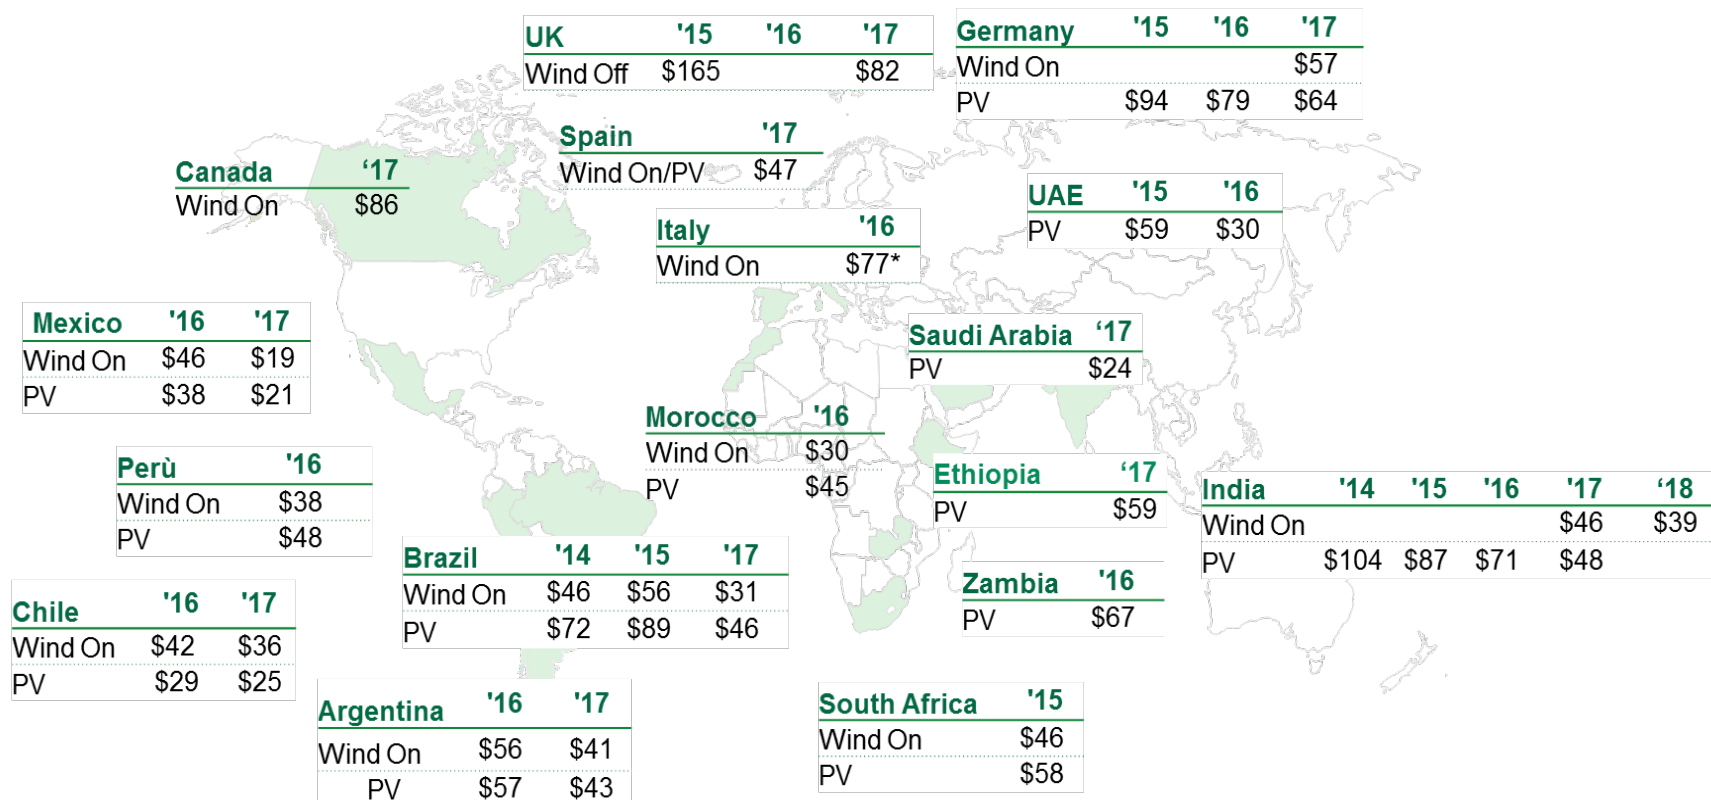 UK '15 '16 '17
Wind Off $165 $82
Germany '15 '16 '17
Wind On $57
PV $94 $79 $64
Spain '17
Wind On/PV $47
Canada ‘17
Wind On $86
UAE '15 '16
PV $59 $30
Italy '16
Wind On $77*
Mexico '16 '17
Wind On $46 $19
PV $38 $21
Saudi Arabia ‘17
PV $24
Morocco '16
Wind On $30
PV $45
Perù '16
Wind On $38
PV $48
Ethiopia ‘17
PV $59
India '14 '15 '16 '17 ‘18
Wind On $46 $39
PV $104 $87 $71 $48
Brazil '14 '15 '17
Wind On $46 $56 $31
PV $72 $89 $46
Zambia '16
PV $67
Chile '16 '17
Wind On $42 $36
PV $29 $25
Argentina '16 '17
Wind On $56 $41
PV $57 $43
South Africa '15
Wind On $46
PV $58